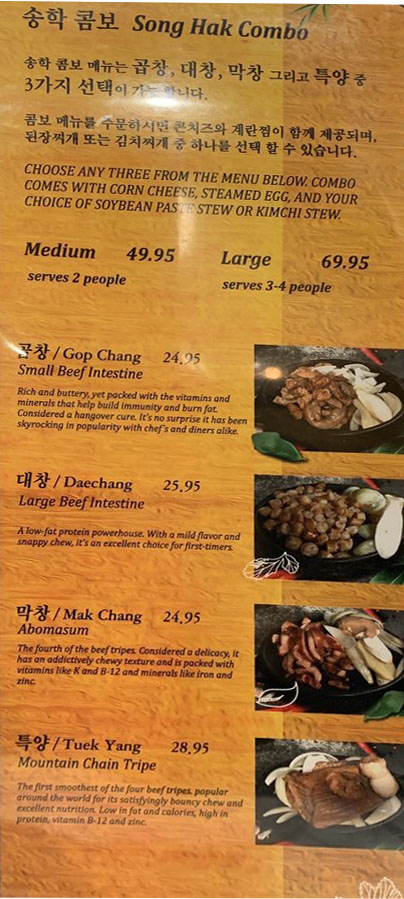 송학 콤보 Song Hak Combo
송학 콤보 메뉴는 곱창, 대창, 막창 그리고 특양 중
3가지 선택이 가능합니다.
콤보 메뉴를 주문하시면 콘치즈와 계란찜이 함께 제공되며,
된장찌개 또는 김치찌개 중 하나를 선택 할 수 있습니다.
CHOOSE ANY THREE FROM THE MENU BELOW. COMBO
COMES WITH CORN CHEESE, STEAMED EGG, AND YOUR
CHOICE OF SOYBEAN PASTE STEW OR KIMCHI STEW.
Medium 49.95 Large 69.95
serves 2 people serves 3-4 people
곱창 / Gop Chang 24.95
Small Beef Intestine
Rich and buttery, yet packed with the vitamins and
minerals that help build immunity and burn fat.
Considered a hangover cure. It's no surprise it has been
skyrocking in popularity with chef's and diners alike.
대창 / Daechang 25.95
Large Beef Intestine
A low-fat protein powerhouse. With a mild flavor and
snappy chew, it's an excellent choice for first-timers.
막창 / Mak Chang 24.95
Abomasum
The fourth of the beef tripes. Considered a delicacy, it
has an addictively chewy texture and is packed with
vitamins like K and B-12 and minerals like iron and
zinc.
특양 / Tuek Yang 28.95
Mountain Chain Tripe
The first smoothest of the four beef tripes. popular
around the world for its satisfyingly bouncy chew and
excellent nutrition. Low in fat and calories, high in
protein, vitamin B-12 and zinc.